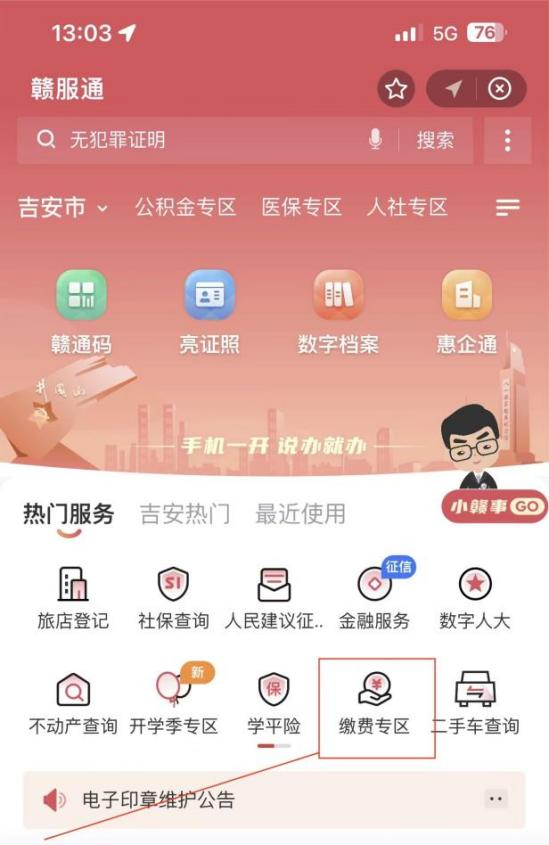 13:03 5G 76
赣服通
无犯罪证明 搜索
吉安市 公积金专区 医保专区 人社专区
赣通码 亮证照 数字档案 惠企通
井冈山
手机一开 说办就办
小赣事GO
热门服务 吉安热门 最近使用
征信
旅店登记 社保查询 人民建议征.. 金融服务 数字人大
新
保
不动产查询 开学季专区 学平险 缴费专区 二手车查询
电子印章维护公告